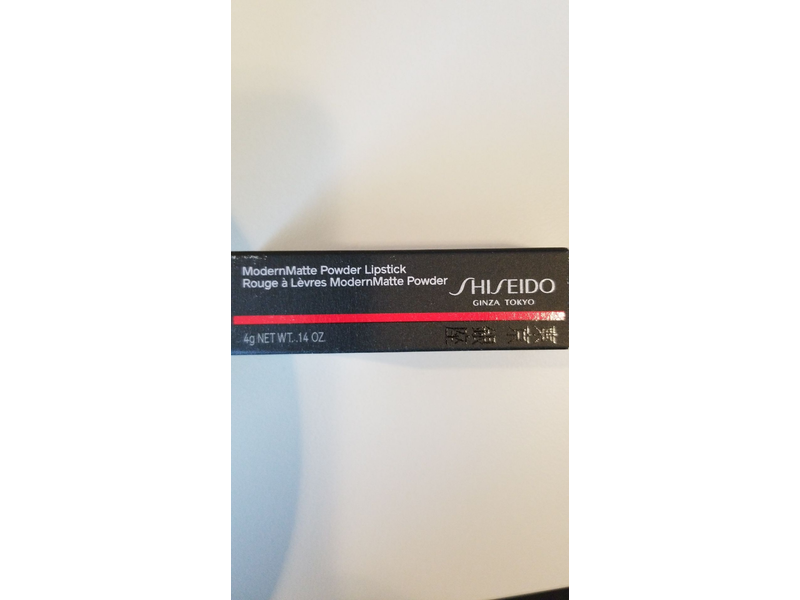 ModernMatte Powder Lipstick
Rouge à Lèvres ModernMatte Powder
SHISEIDO
GINZA TOKYO
4g NET WT. .14 OZ.